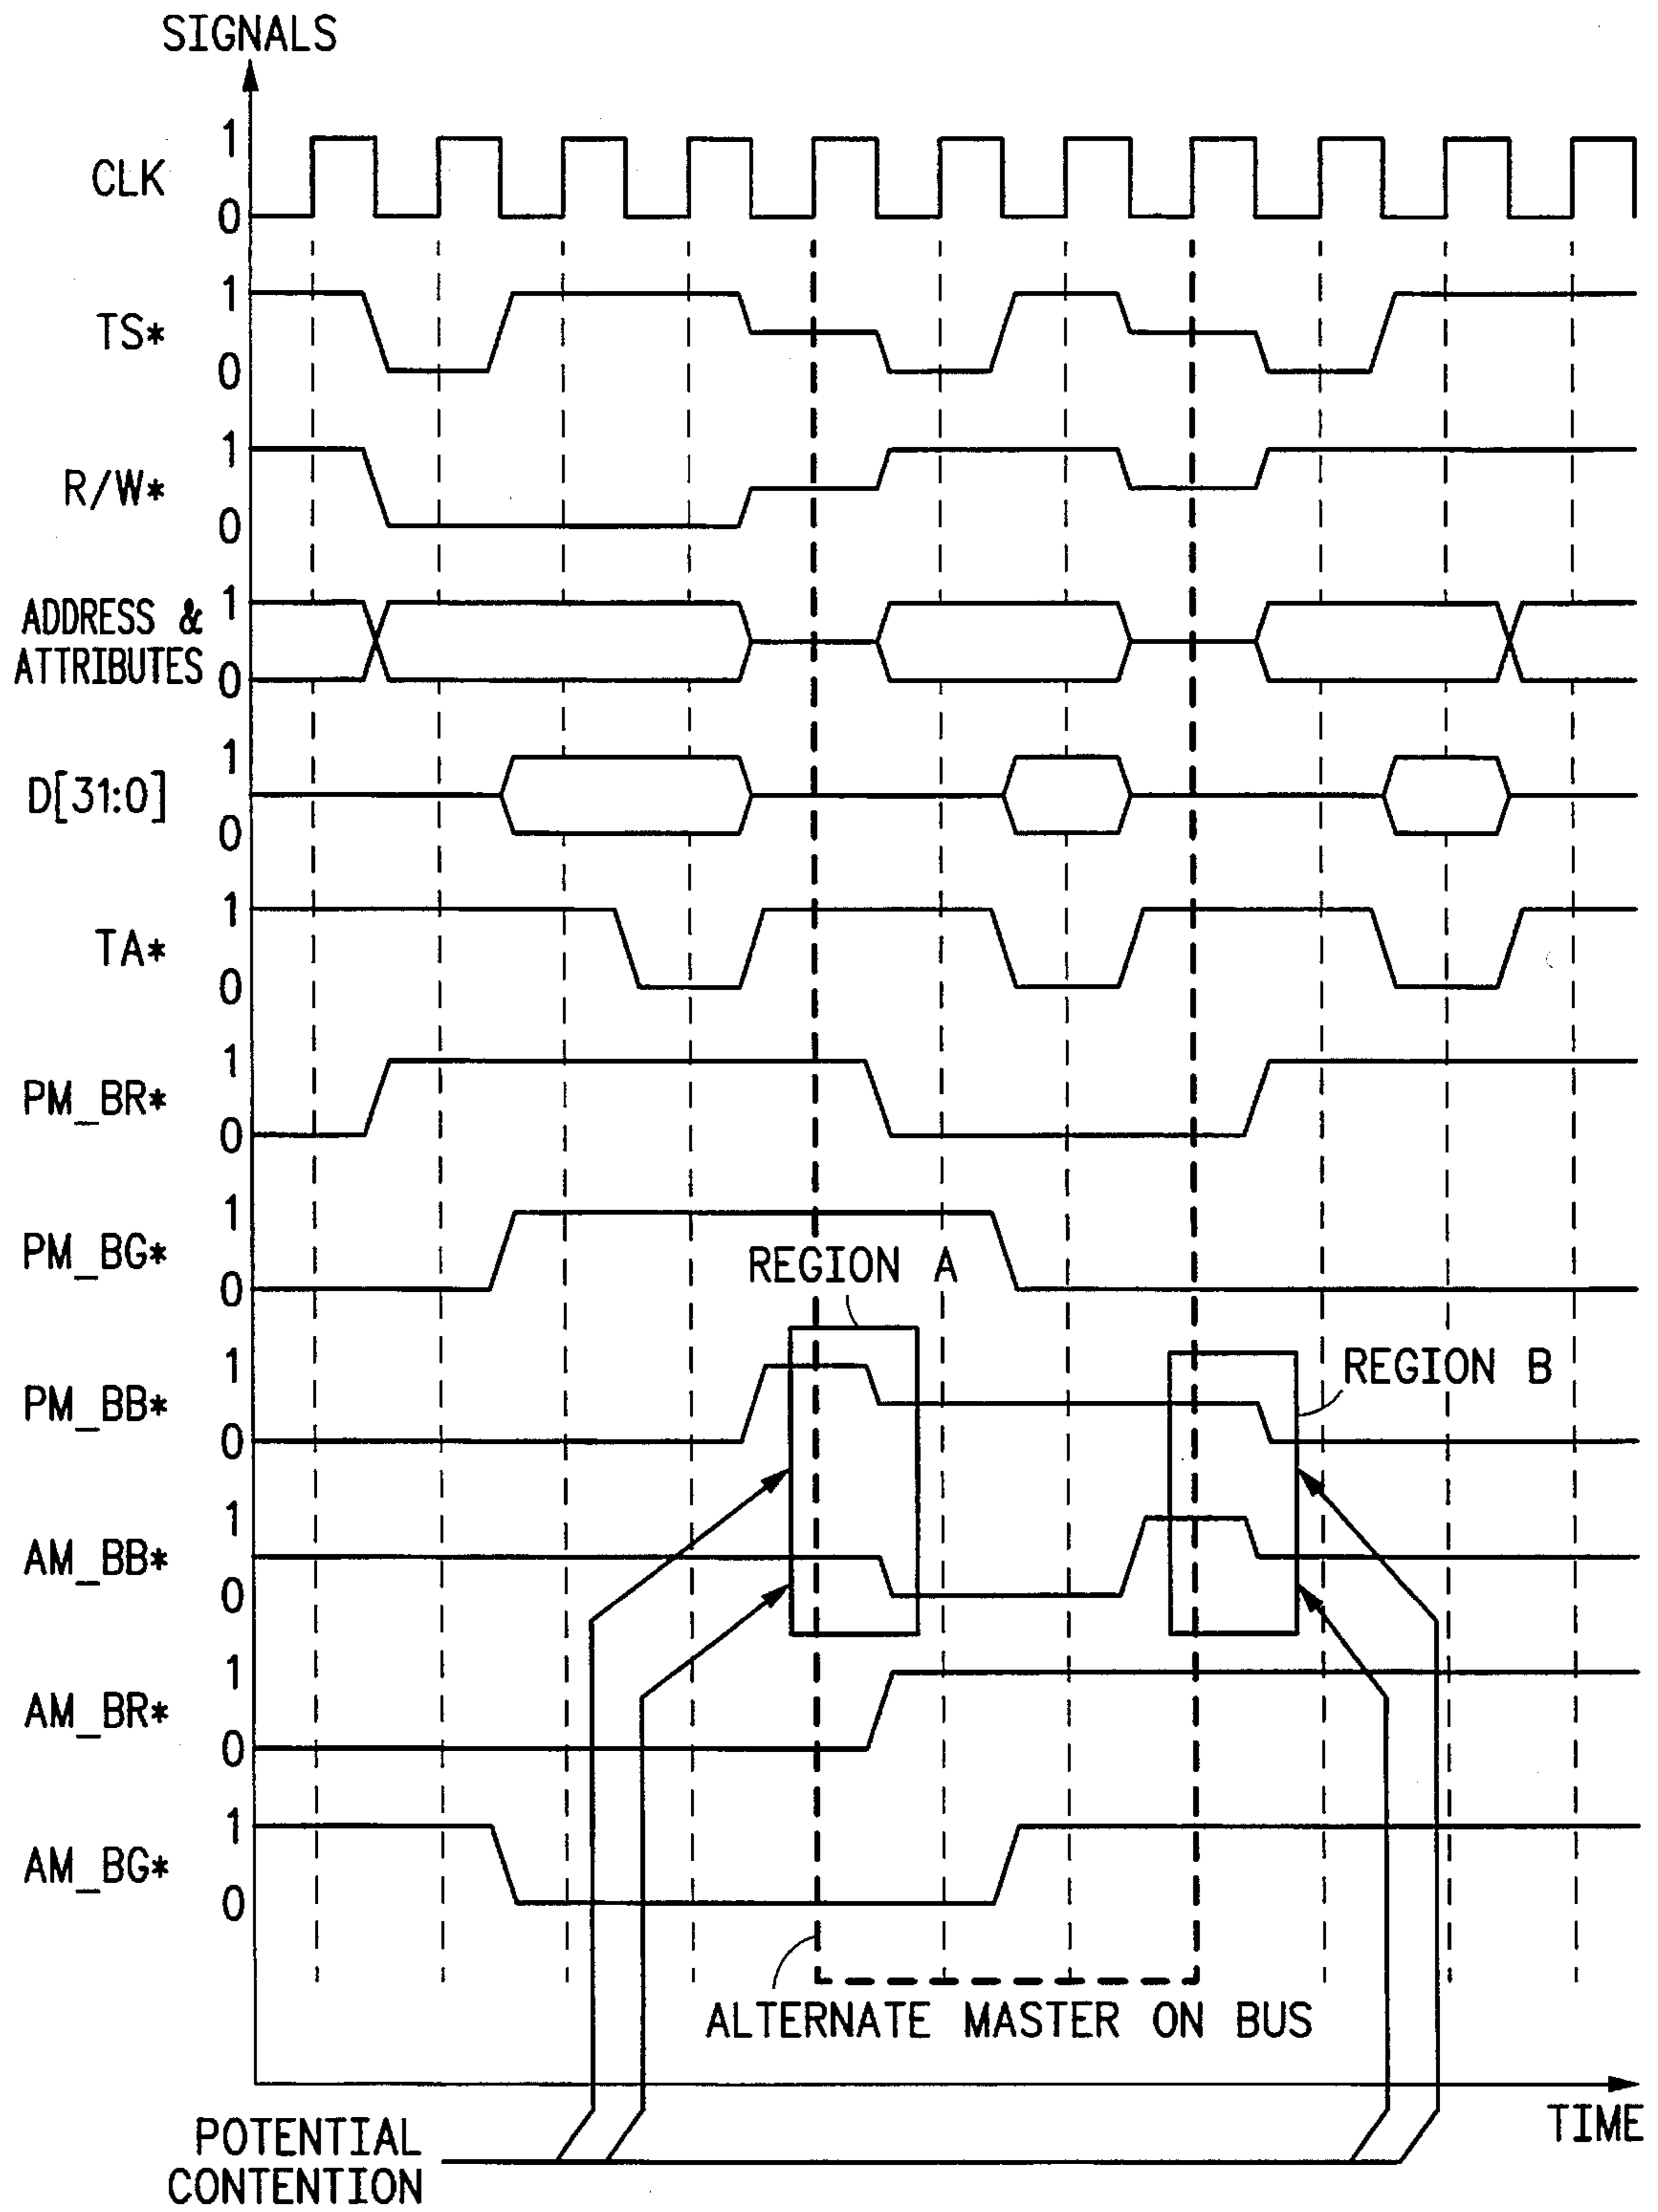 SIGNALS
1
CLK
0
1
TS*
0
1
R/W*
0
1
ADDRESS &
ATTRIBUTES
0
1
D[31:0]
0
1
TA*
0
1
PM_BR*
0
1
PM_BG*
0
REGION A
1
REGION B
PM_BB*
0
1
AM_BB*
0
1
AM_BR*
0
1
AM_BG*
0
ALTERNATE MASTER ON BUS
TIME
POTENTIAL
CONTENTION